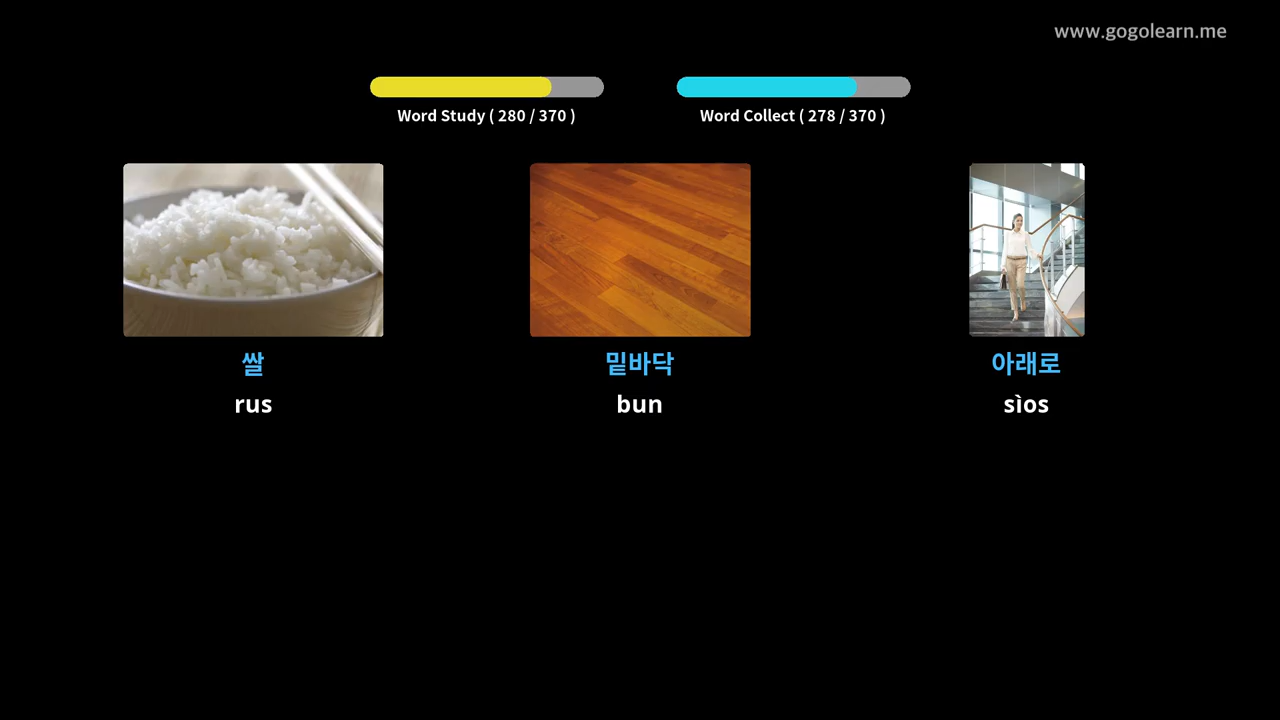 www.gogolearn.me
Word Study ( 280 / 370 )
Word Collect ( 278 / 370 )
쌀
밑바닥
아래로
rus
bun
sìos